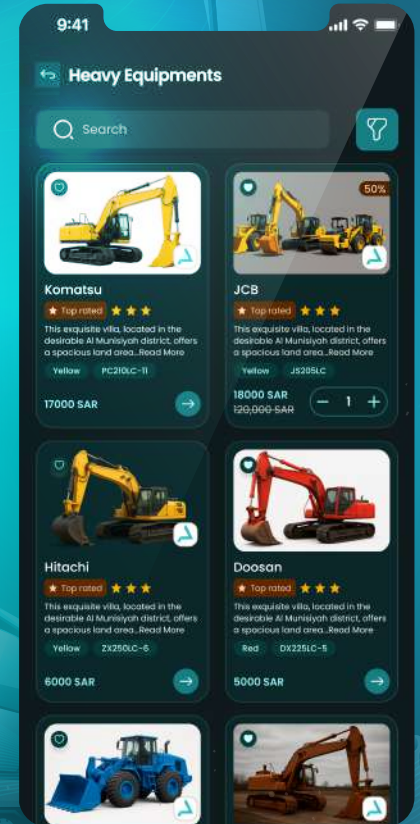 9:41
Heavy Equipments
Search
50%
Komatsu
Top rated
This exquisite villa, located in the
desirable Al Munisiyah district, offers
a spacious land area...Read More
Yellow PC210LC-11
17000 SAR
JCB
Top rated
This exquisite villa, located in the
desirable Al Munisiyah district, offers
a spacious land area...Read More
Yellow JS205LC
18000 SAR
120,000 SAR
1
Hitachi
Top rated
This exquisite villa, located in the
desirable Al Munisiyah district, offers
a spacious land area...Read More
Yellow ZX250LC-6
6000 SAR
Doosan
Top rated
This exquisite villa, located in the
desirable Al Munisiyah district, offers
a spacious land area...Read More
Red DX225LC-5
5000 SAR